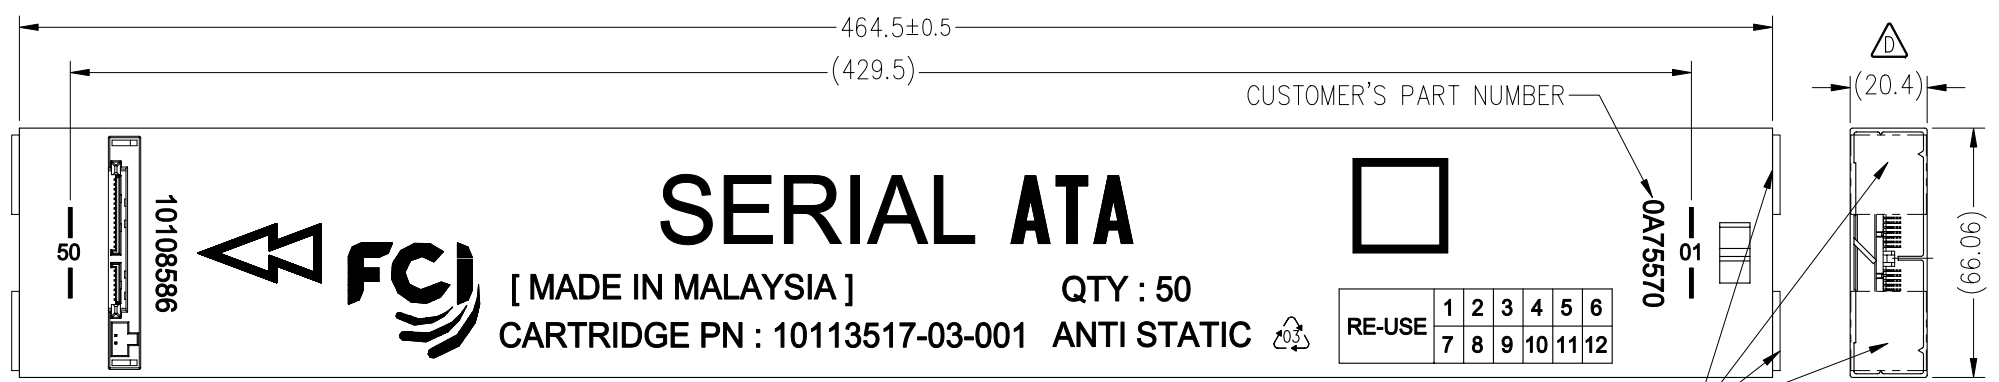 464.5±0.5
(429.5)
D
(20.4)
CUSTOMER'S PART NUMBER
50
10108586
FCI
SERIAL ATA
[ MADE IN MALAYSIA ]
QTY : 50
CARTRIDGE PN : 10113517-03-001
ANTI STATIC
03
RE-USE
1 2 3 4 5 6
7 8 9 10 11 12
0A75570
01
(66.06)